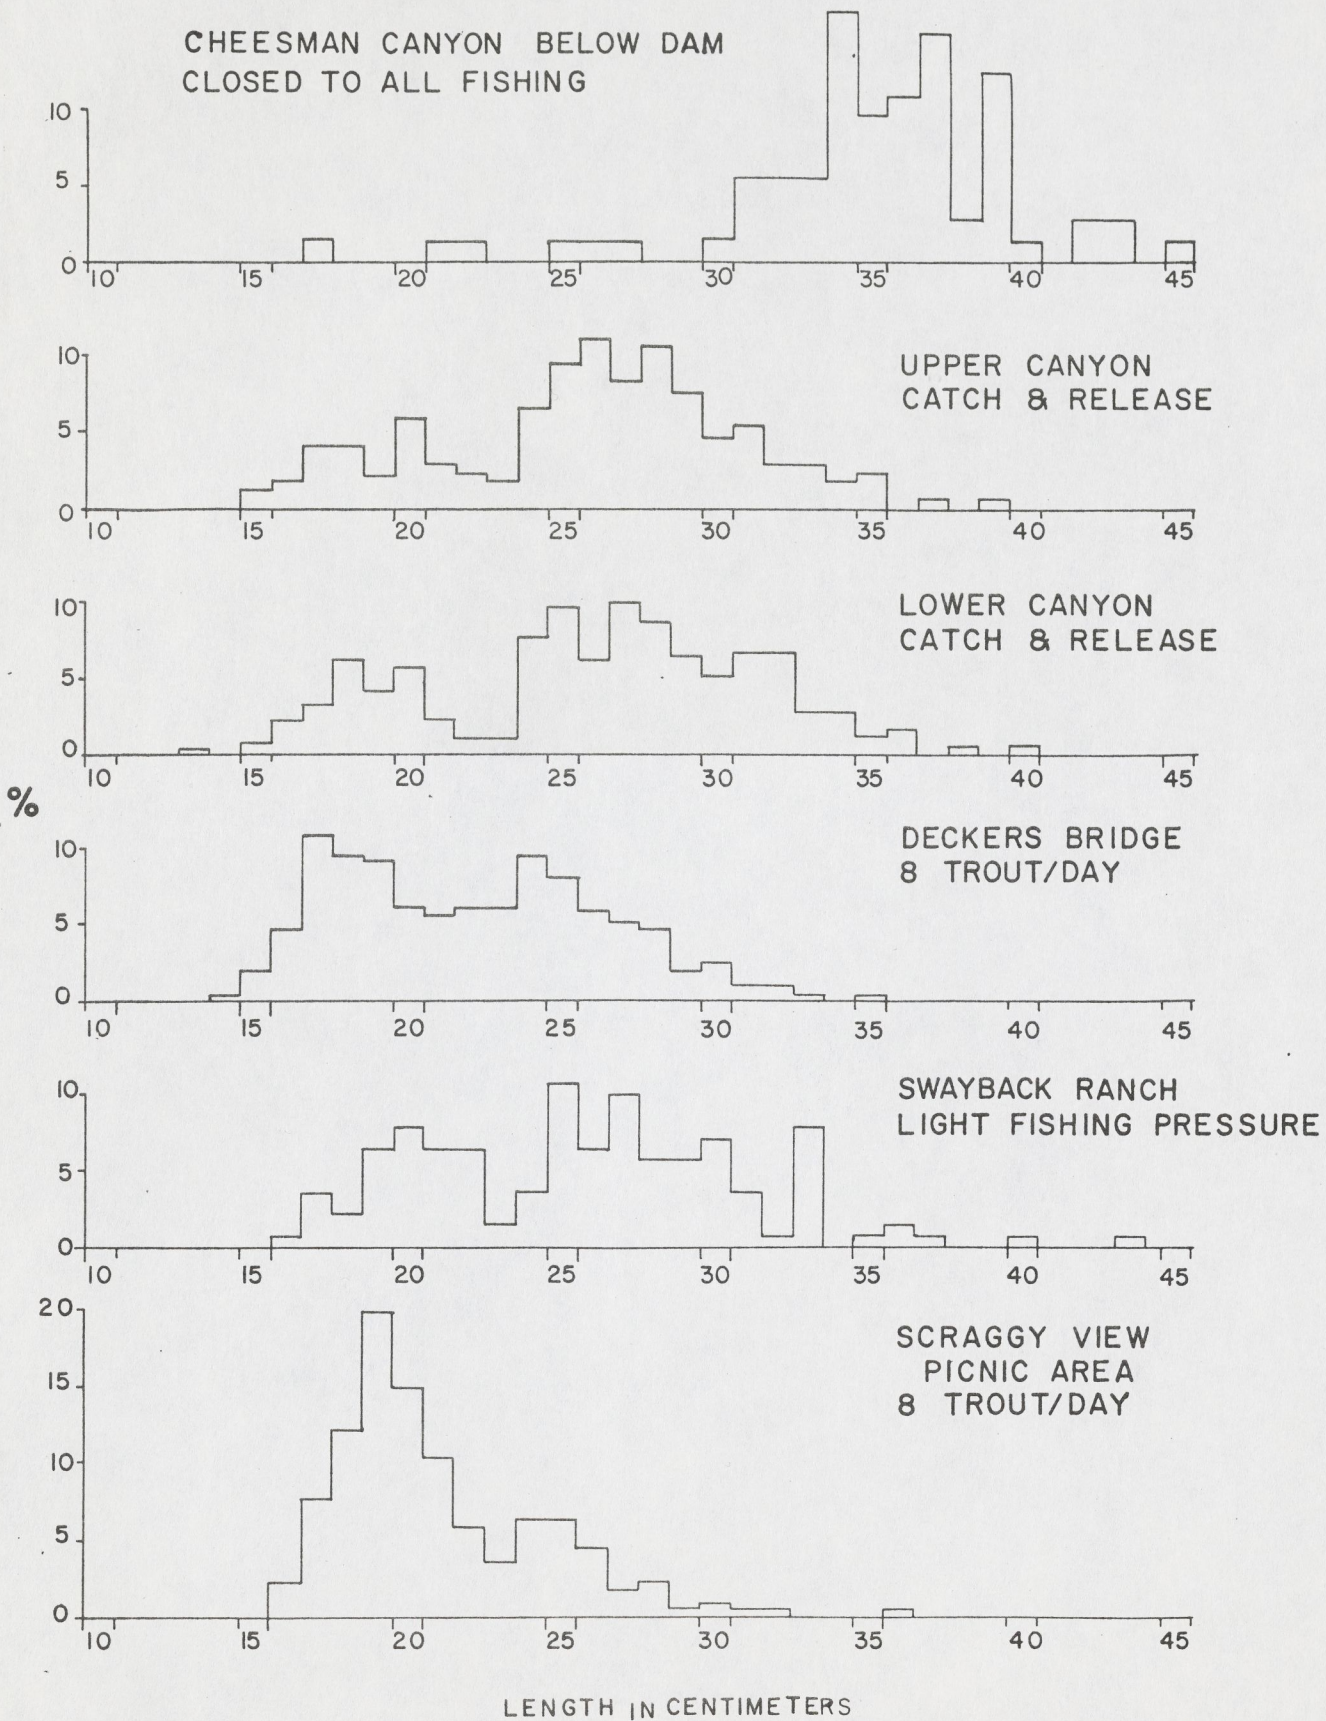 CHEESMAN CANYON BELOW DAM
CLOSED TO ALL FISHING
10
5
0
10 15 20 25 30 35 40 45
UPPER CANYON
CATCH & RELEASE
10
5
0
10 15 20 25 30 35 40 45
LOWER CANYON
CATCH & RELEASE
10
5
0
10 15 20 25 30 35 40 45
%
DECKERS BRIDGE
8 TROUT/DAY
10
5
0
10 15 20 25 30 35 40 45
SWAYBACK RANCH
LIGHT FISHING PRESSURE
10
5
0
10 15 20 25 30 35 40 45
SCRAGGY VIEW
PICNIC AREA
8 TROUT/DAY
20
15
10
5
0
10 15 20 25 30 35 40 45
LENGTH IN CENTIMETERS